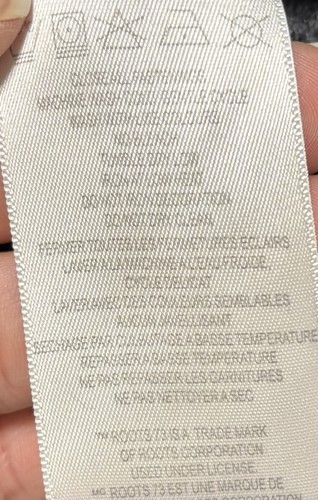 CLOSE ALL FASTENINGS
MACHINE WASH COLD, GENTLE CYCLE
WASH WITH LIKE COLOURS
NO BLEACH
TUMBLE DRY LOW
DO NOT IRON DECORATION
DO NOT DRY CLEAN
FERMER TOUTES LES FERMETURES ECLAIRS
LAVER A LA MACHINE A L'EAU FROIDE,
CYCLE DELICAT
LAVER AVEC DES COULEURS SEMBLABLES
AUCUN JAVELLISANT
SECHAGE PAR CULBUTAGE A BASSE TEMPERATURE
REPASSER A BASSE TEMPERATURE
NE PAS REPASSER LES GARNITURES
NE PAS NETTOYER A SEC
™ ROOTS 73 IS A TRADE MARK
OF ROOTS CORPORATION
USED UNDER LICENSE.
MC ROOTS 73 EST UNE MARQUE DE